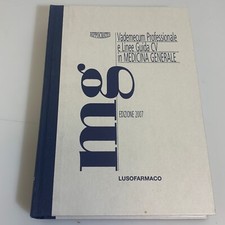 Vademecum Professionale
e Linee Guida CV
in MEDICINA GENERALE
mg
EDIZIONE 2007
LUSOFARMACO